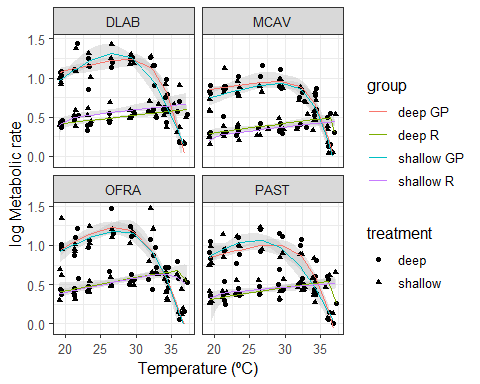 DLAB MCAV
1.5
1.0
0.5
0.0
OFRA PAST
1.5
1.0
0.5
0.0
20 25 30 35 20 25 30 35
Temperature (ºC)
log Metabolic rate
group
deep GP
deep R
shallow GP
shallow R
treatment
deep
shallow